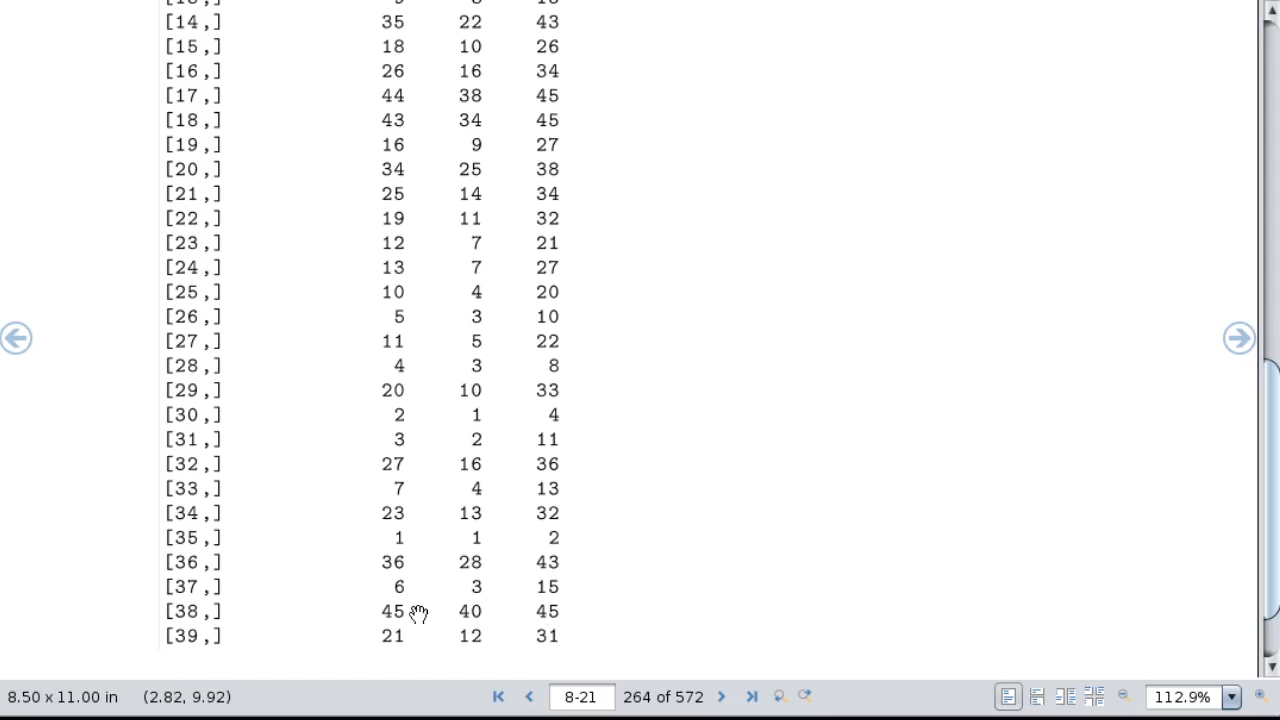 [14,] 35 22 43
[15,] 18 10 26
[16,] 26 16 34
[17,] 44 38 45
[18,] 43 34 45
[19,] 16 9 27
[20,] 34 25 38
[21,] 25 14 34
[22,] 19 11 32
[23,] 12 7 21
[24,] 13 7 27
[25,] 10 4 20
[26,] 5 3 10
[27,] 11 5 22
[28,] 4 3 8
[29,] 20 10 33
[30,] 2 1 4
[31,] 3 2 11
[32,] 27 16 36
[33,] 7 4 13
[34,] 23 13 32
[35,] 1 1 2
[36,] 36 28 43
[37,] 6 3 15
[38,] 45 40 45
[39,] 21 12 31
8.50 x 11.00 in (2.82, 9.92) 8-21 264 of 572 112.9%